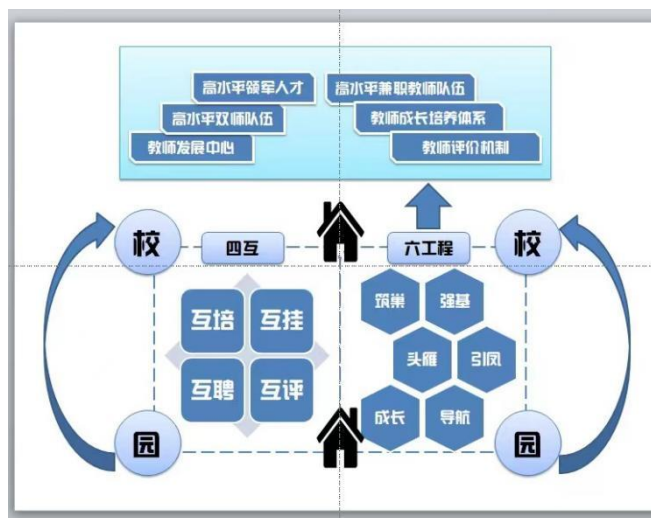 高水平领军人才
高水平兼职教师队伍
高水平双师队伍
教师成长培养体系
教师发展中心
教师评价机制
校
四互
六工程
校
筑巢
强基
互培
互挂
头雁
引凤
互聘
互评
成长
导航
园
园